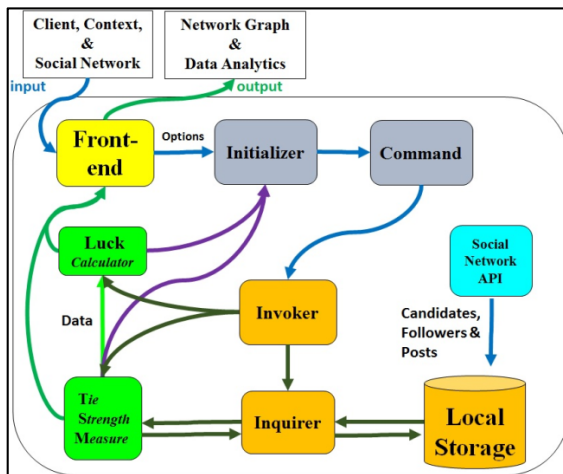 Client, Context,
&
Social Network
Network Graph
&
Data Analytics
input
output
Front-
end
Options
Initializer
Command
Luck
Calculator
Social
Network
API
Invoker
Candidates,
Followers &
Posts
Data
Tie
Strength
Measure
Inquirer
Local
Storage